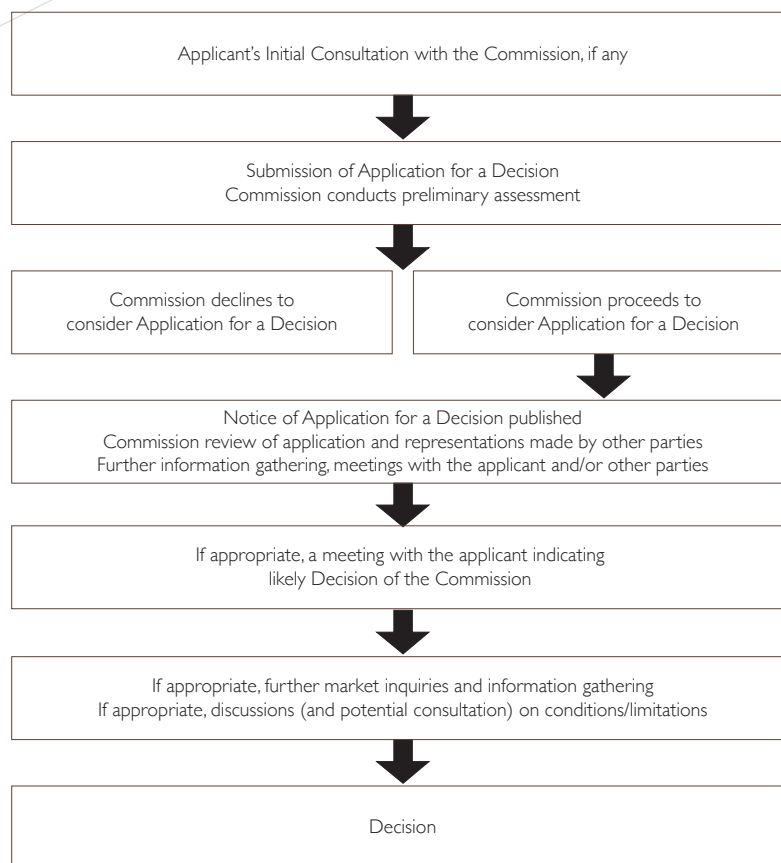 Applicant’s Initial Consultation with the Commission, if any
Submission of Application for a Decision
Commission conducts preliminary assessment
Commission declines to
consider Application for a Decision
Commission proceeds to
consider Application for a Decision
Notice of Application for a Decision published
Commission review of application and representations made by other parties
Further information gathering, meetings with the applicant and/or other parties
If appropriate, a meeting with the applicant indicating
likely Decision of the Commission
If appropriate, further market inquiries and information gathering
If appropriate, discussions (and potential consultation) on conditions/limitations
Decision